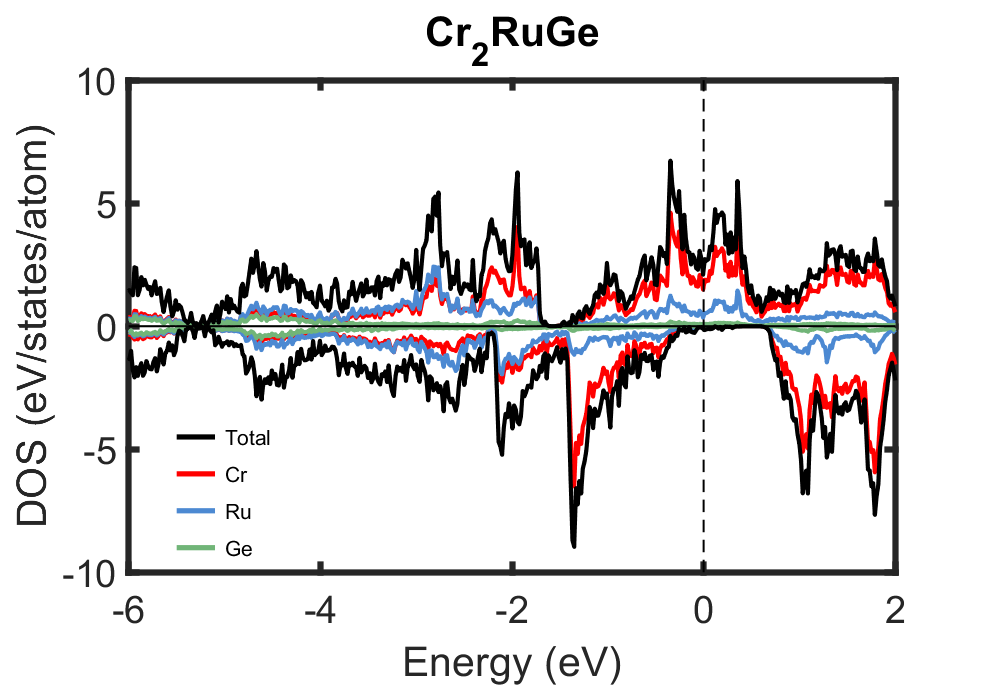 Cr2RuGe
DOS (eV/states/atom)
10
5
0
-5
-10
Total
Cr
Ru
Ge
-6 -4 -2 0 2
Energy (eV)